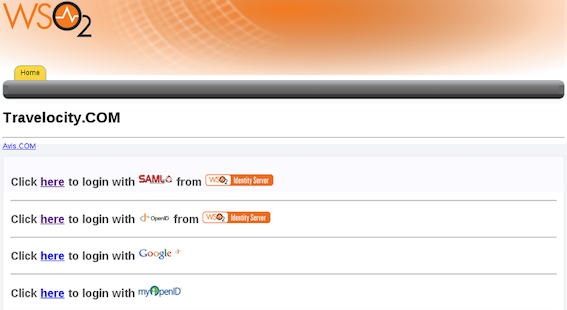 WSO2
Home
Travelocity.COM
Avis.COM
Click here to login with SAML from WSO2 Identity Server
Click here to login with OpenID from WSO2 Identity Server
Click here to login with Google
Click here to login with myOpenID